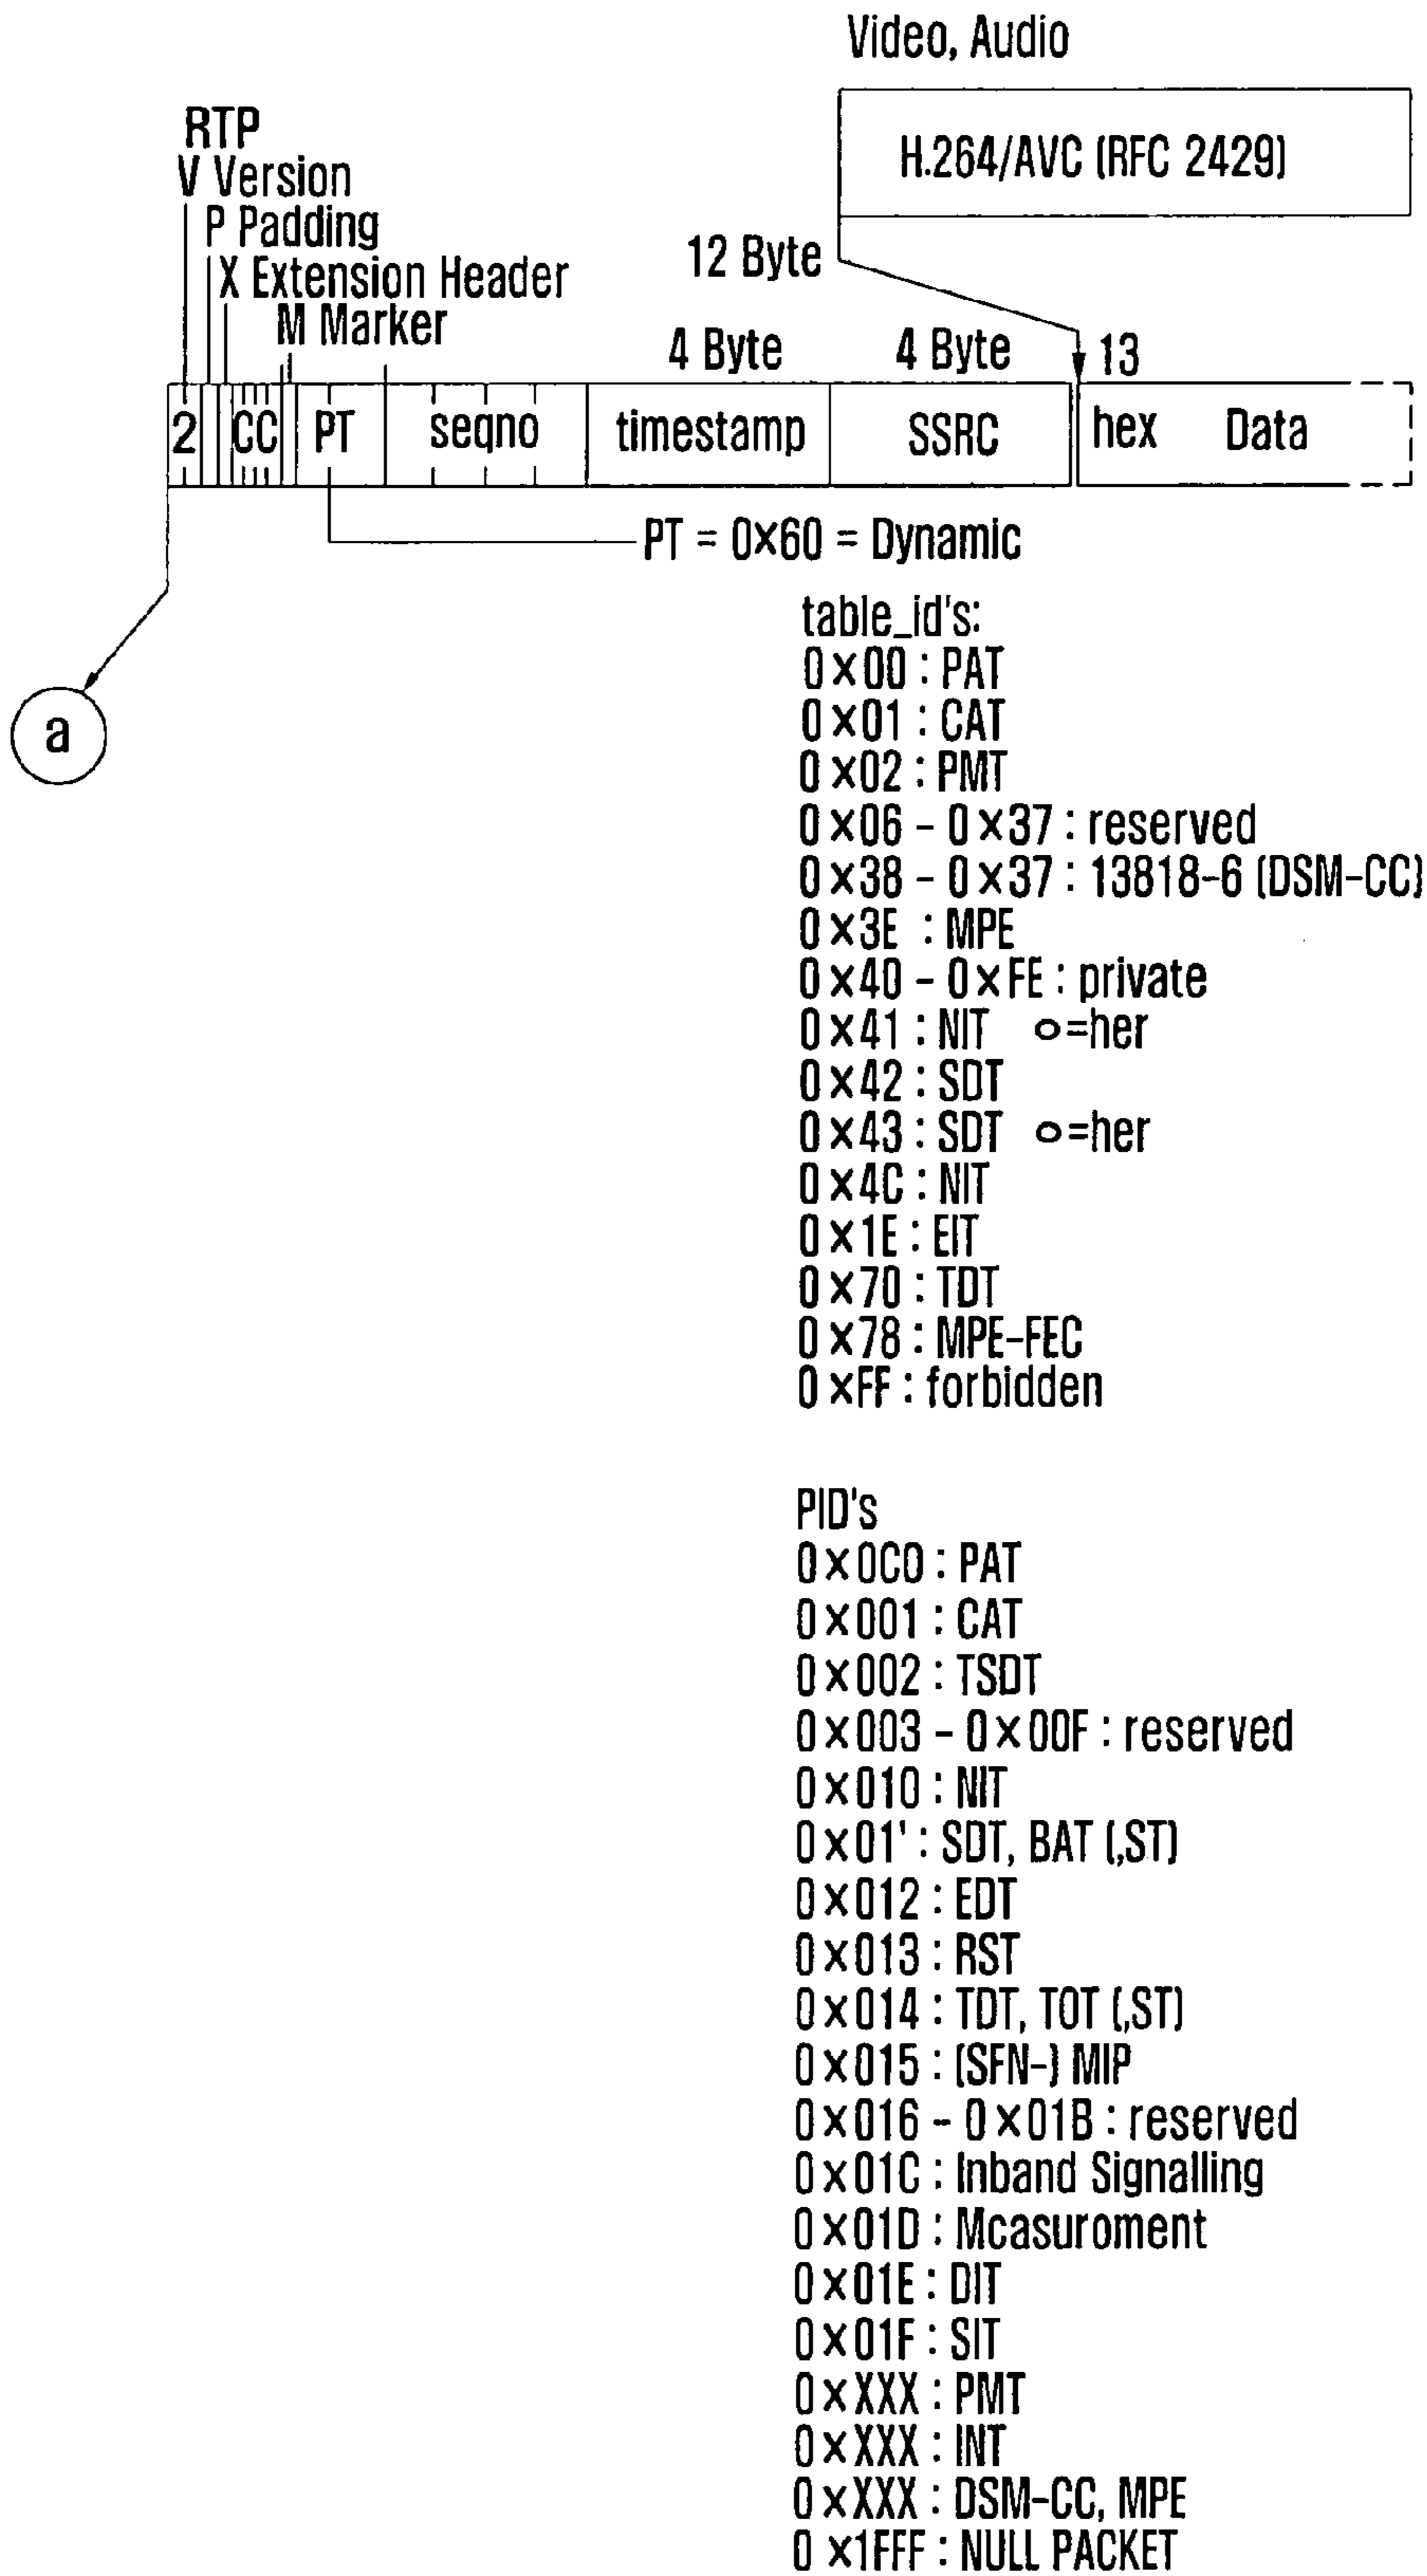 Video, Audio
H.264/AVC (RFC 2429)
RTP
V Version
P Padding
X Extension Header
M Marker
12 Byte
4 Byte 4 Byte 13
2 CC PT seqno timestamp SSRC hex Data
PT = 0×60 = Dynamic
a
table_id's:
0×00 : PAT
0×01 : CAT
0×02 : PMT
0×06 – 0×37 : reserved
0×38 – 0×37 : 13818-6 (DSM-CC)
0×3E : MPE
0×40 – 0×FE : private
0×41 : NIT o=her
0×42 : SDT
0×43 : SDT o=her
0×4C : NIT
0×1E : EIT
0×70 : TDT
0×78 : MPE-FEC
0×FF : forbidden
PID's
0×0C0 : PAT
0×001 : CAT
0×002 : TSDT
0×003 – 0×00F : reserved
0×010 : NIT
0×01' : SDT, BAT (,ST)
0×012 : EDT
0×013 : RST
0×014 : TDT, TOT (,ST)
0×015 : (SFN-) MIP
0×016 – 0×01B : reserved
0×01C : Inband Signalling
0×01D : Mcasuroment
0×01E : DIT
0×01F : SIT
0×XXX : PMT
0×XXX : INT
0×XXX : DSM-CC, MPE
0×1FFF : NULL PACKET